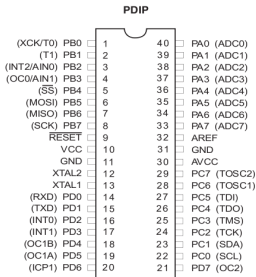 PDIP
(XCK/T0) PB0 1 40 PA0 (ADC0)
(T1) PB1 2 39 PA1 (ADC1)
(INT2/AIN0) PB2 3 38 PA2 (ADC2)
(OC0/AIN1) PB3 4 37 PA3 (ADC3)
(SS) PB4 5 36 PA4 (ADC4)
(MOSI) PB5 6 35 PA5 (ADC5)
(MISO) PB6 7 34 PA6 (ADC6)
(SCK) PB7 8 33 PA7 (ADC7)
RESET 9 32 AREF
VCC 10 31 GND
GND 11 30 AVCC
XTAL2 12 29 PC7 (TOSC2)
XTAL1 13 28 PC6 (TOSC1)
(RXD) PD0 14 27 PC5 (TDI)
(TXD) PD1 15 26 PC4 (TDO)
(INT0) PD2 16 25 PC3 (TMS)
(INT1) PD3 17 24 PC2 (TCK)
(OC1B) PD4 18 23 PC1 (SDA)
(OC1A) PD5 19 22 PC0 (SCL)
(ICP1) PD6 20 21 PD7 (OC2)